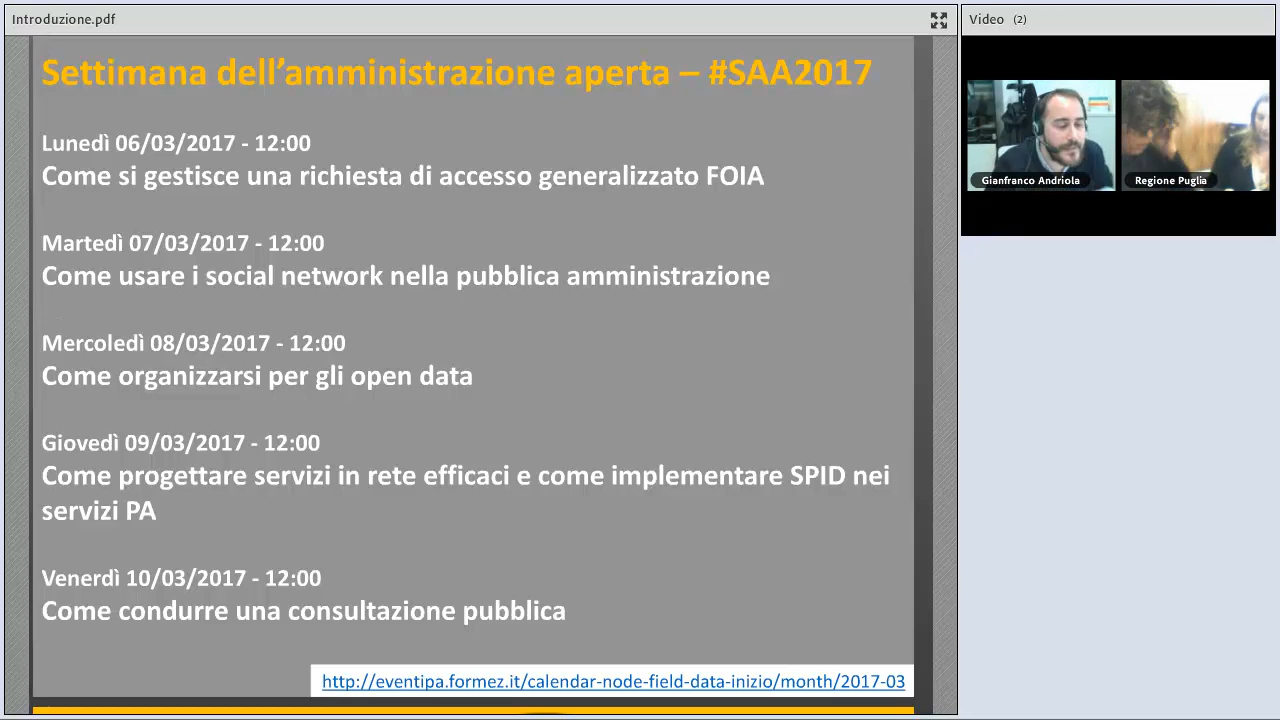 Introduzione.pdf
Video (2)
Settimana dell’amministrazione aperta – #SAA2017
Lunedì 06/03/2017 - 12:00
Come si gestisce una richiesta di accesso generalizzato FOIA
Martedì 07/03/2017 - 12:00
Come usare i social network nella pubblica amministrazione
Mercoledì 08/03/2017 - 12:00
Come organizzarsi per gli open data
Giovedì 09/03/2017 - 12:00
Come progettare servizi in rete efficaci e come implementare SPID nei
servizi PA
Venerdì 10/03/2017 - 12:00
Come condurre una consultazione pubblica
http://eventipa.formez.it/calendar-node-field-data-inizio/month/2017-03
Gianfranco Andriola
Regione Puglia